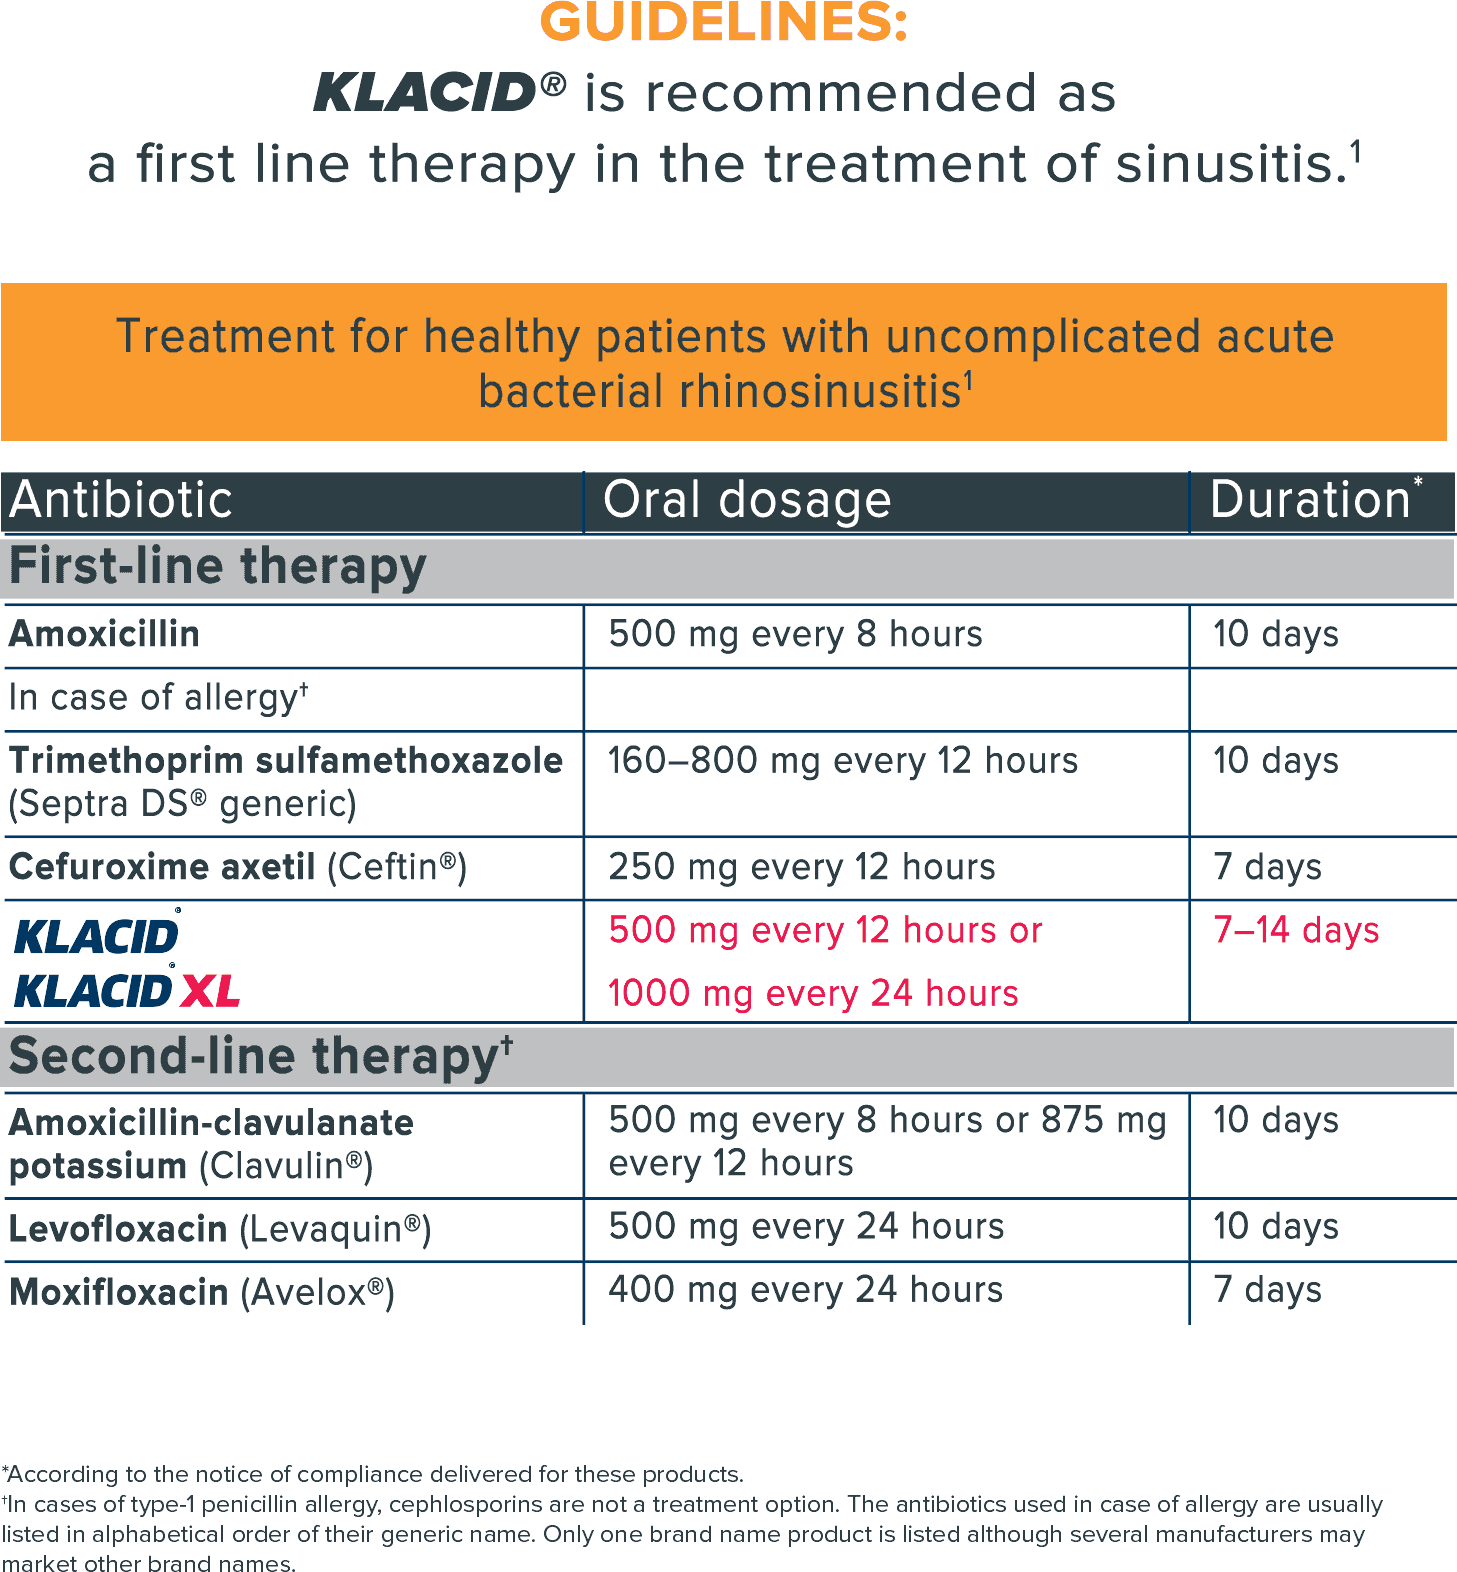 GUIDELINES:
KLACID® is recommended as
a first line therapy in the treatment of sinusitis.¹
Treatment for healthy patients with uncomplicated acute
bacterial rhinosinusitis¹
Antibiotic Oral dosage Duration*
First-line therapy
Amoxicillin 500 mg every 8 hours 10 days
In case of allergy†
Trimethoprim sulfamethoxazole 160–800 mg every 12 hours 10 days
(Septra DS® generic)
Cefuroxime axetil (Ceftin®) 250 mg every 12 hours 7 days
KLACID® 500 mg every 12 hours or 7–14 days
KLACID® XL 1000 mg every 24 hours
Second-line therapy†
Amoxicillin-clavulanate 500 mg every 8 hours or 875 mg 10 days
potassium (Clavulin®) every 12 hours
Levofloxacin (Levaquin®) 500 mg every 24 hours 10 days
Moxifloxacin (Avelox®) 400 mg every 24 hours 7 days
*According to the notice of compliance delivered for these products.
†In cases of type-1 penicillin allergy, cephlosporins are not a treatment option. The antibiotics used in case of allergy are usually
listed in alphabetical order of their generic name. Only one brand name product is listed although several manufacturers may
market other brand names.